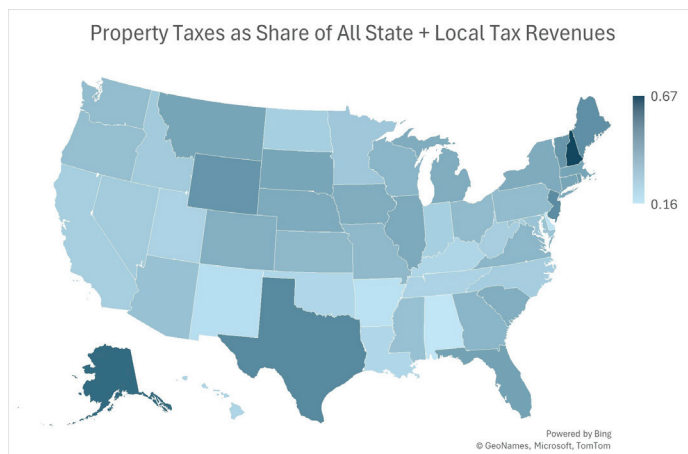 Property Taxes as Share of All State + Local Tax Revenues
0.67
0.16
Powered by Bing
© GeoNames, Microsoft, TomTom